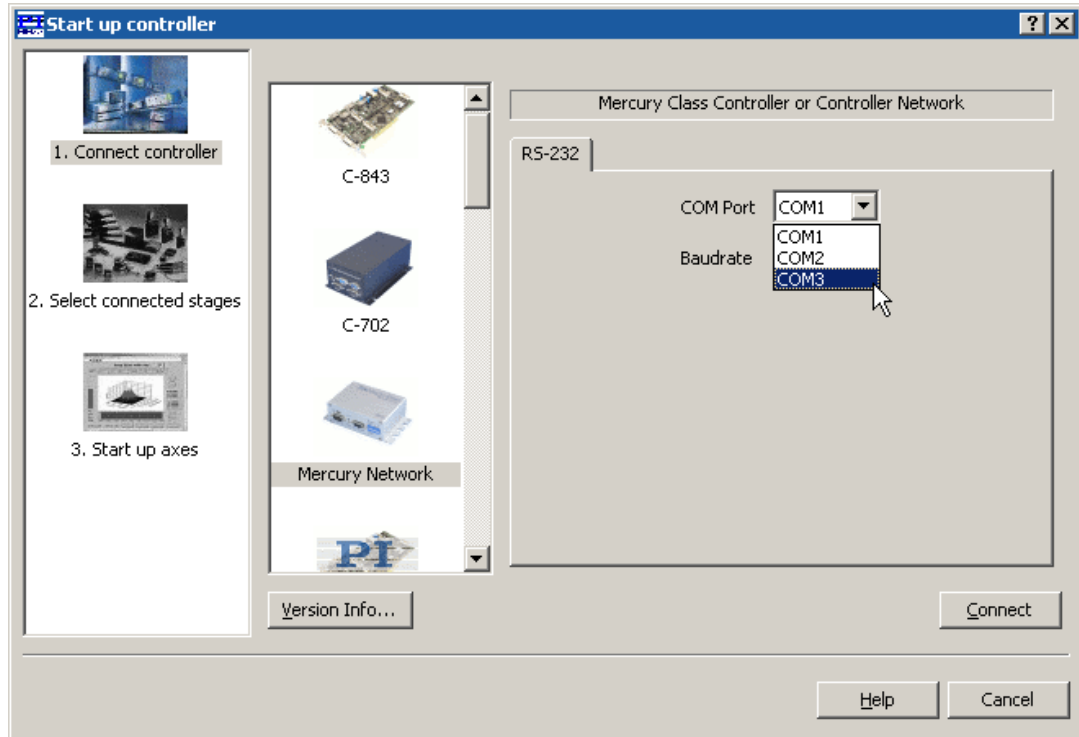 Start up controller
1. Connect controller
2. Select connected stages
3. Start up axes
C-843
C-702
Mercury Network
PI
Version Info...
Mercury Class Controller or Controller Network
RS-232
COM Port COM1
COM1
Baudrate COM2
COM3
Connect
Help
Cancel